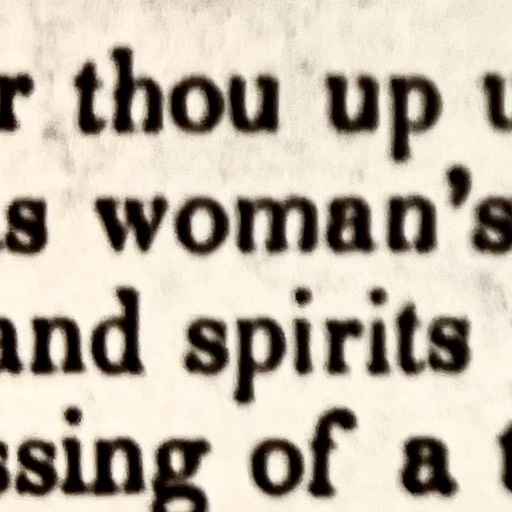 r thou up u
s woman's
and spirits
ssing of a t